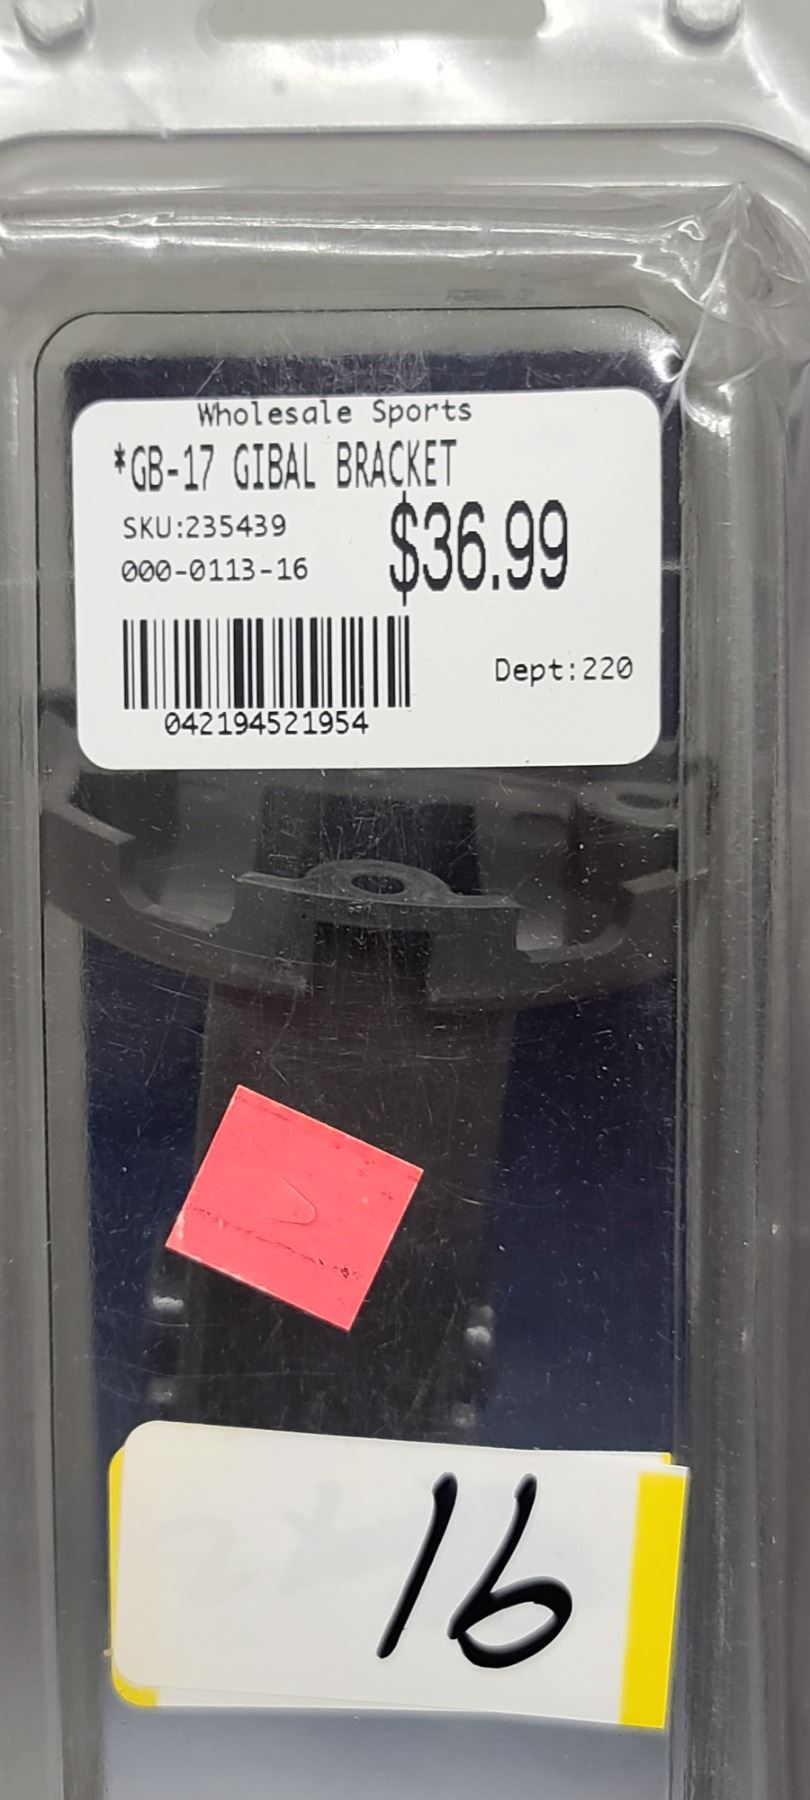 Wholesale Sports
*GB-17 GIBAL BRACKET
SKU:235439
$36.99
000-0113-16
Dept:220
042194521954
16